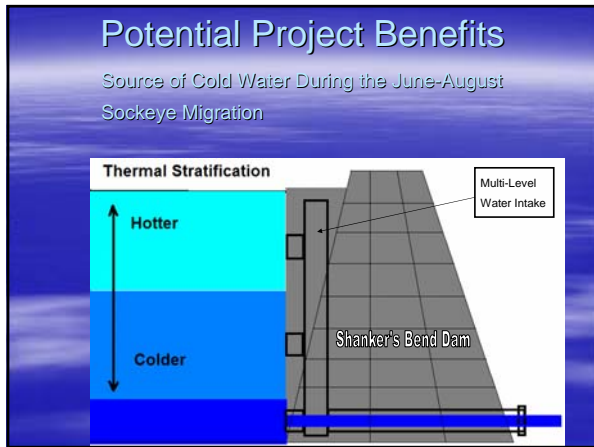 Potential Project Benefits
Source of Cold Water During the June-August
Sockeye Migration
Thermal Stratification
Hotter
Colder
Multi-Level
Water Intake
Shanker's Bend Dam